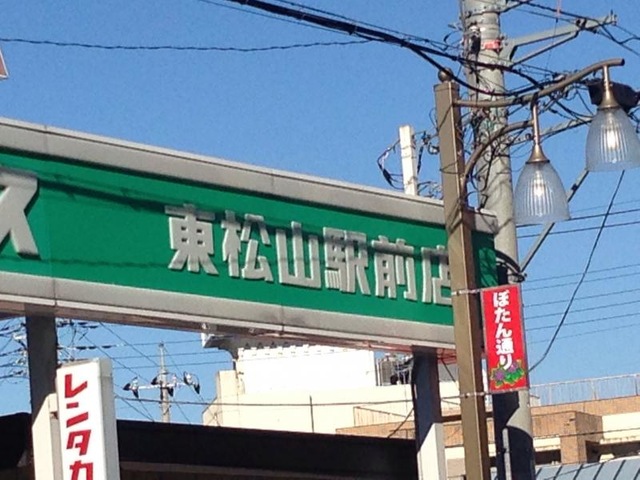 ス 東松山駅前店
ぼたん通り
レンタカ